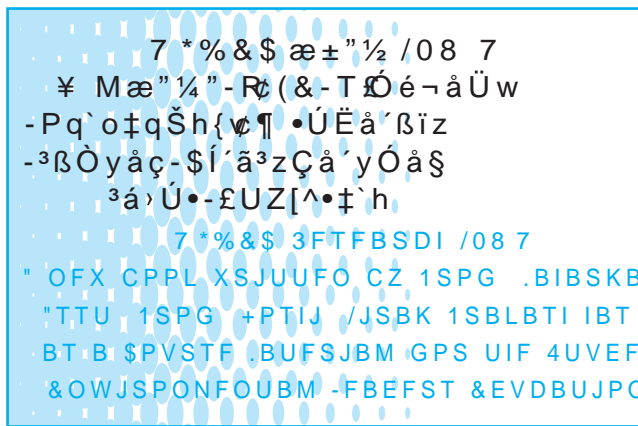 7 *%&$ æ±”½ /08 7
¥ Mæ”¼”-R¢(&-T£Óé¬åÜw
-Pq`o‡qŠh{v¢¶ •ÚËå´ßïz
-³ßÒyåç-$Í´ã³zÇå´yÓå§
³á›Ú•-£UZ[^•‡`h
7 *%&$ 3FTFBSDI /08 7
" OFX CPPL XSJUUFO CZ 1SPG .BIBSKB
"TTU 1SPG +PTIJ /JSBK 1SBLBTI IBT
BT B $PVSTF .BUFSJBM GPS UIF 4UVEF
&OWJSPONFOUBM -FBEFST &EVDBUJPO